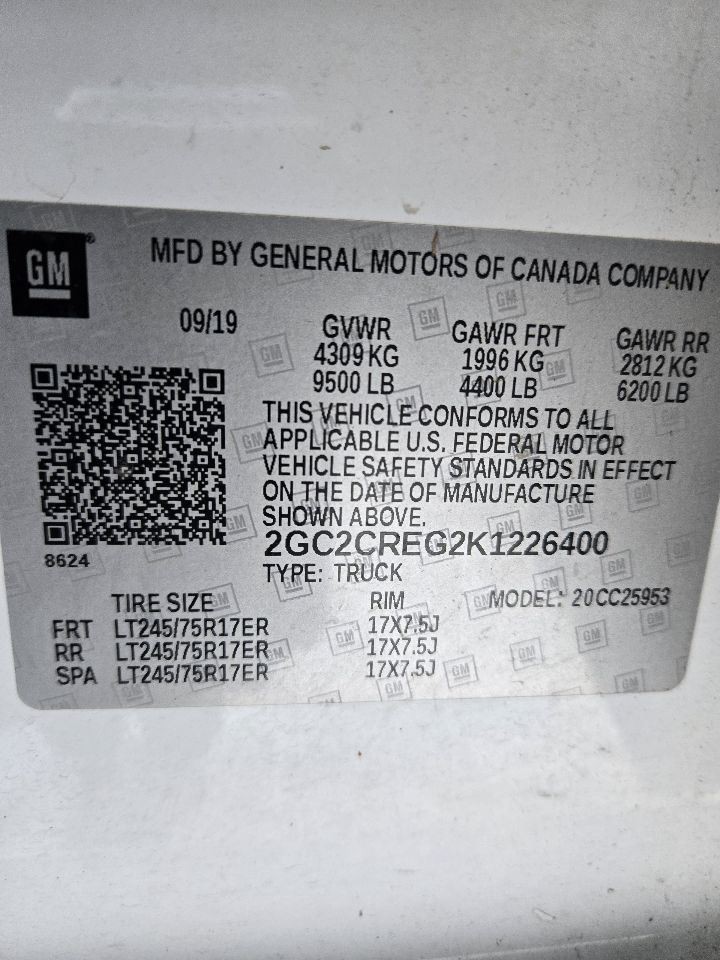 GM
MFD BY GENERAL MOTORS OF CANADA COMPANY
09/19 GVWR GAWR FRT GAWR RR
4309 KG 1996 KG 2812 KG
9500 LB 4400 LB 6200 LB
THIS VEHICLE CONFORMS TO ALL
APPLICABLE U.S. FEDERAL MOTOR
VEHICLE SAFETY STANDARDS IN EFFECT
ON THE DATE OF MANUFACTURE
SHOWN ABOVE.
8624 2GC2CREG2K1226400
TYPE: TRUCK
TIRE SIZE RIM MODEL: 20CC25953
FRT LT245/75R17ER 17X7.5J
RR LT245/75R17ER 17X7.5J
SPA LT245/75R17ER 17X7.5J